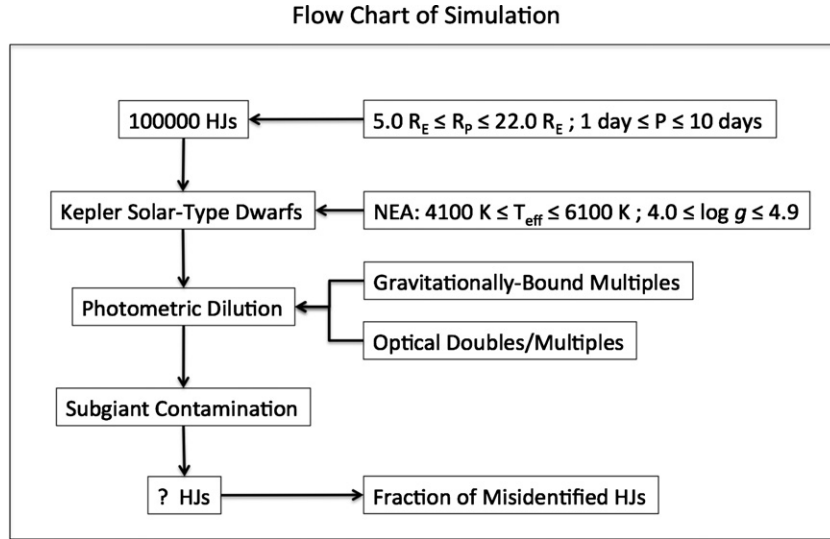 Flow Chart of Simulation
100000 HJs
5.0 R_E ≤ R_P ≤ 22.0 R_E ; 1 day ≤ P ≤ 10 days
Kepler Solar-Type Dwarfs
NEA: 4100 K ≤ T_eff ≤ 6100 K ; 4.0 ≤ log g ≤ 4.9
Photometric Dilution
Gravitationally-Bound Multiples
Optical Doubles/Multiples
Subgiant Contamination
? HJs
Fraction of Misidentified HJs